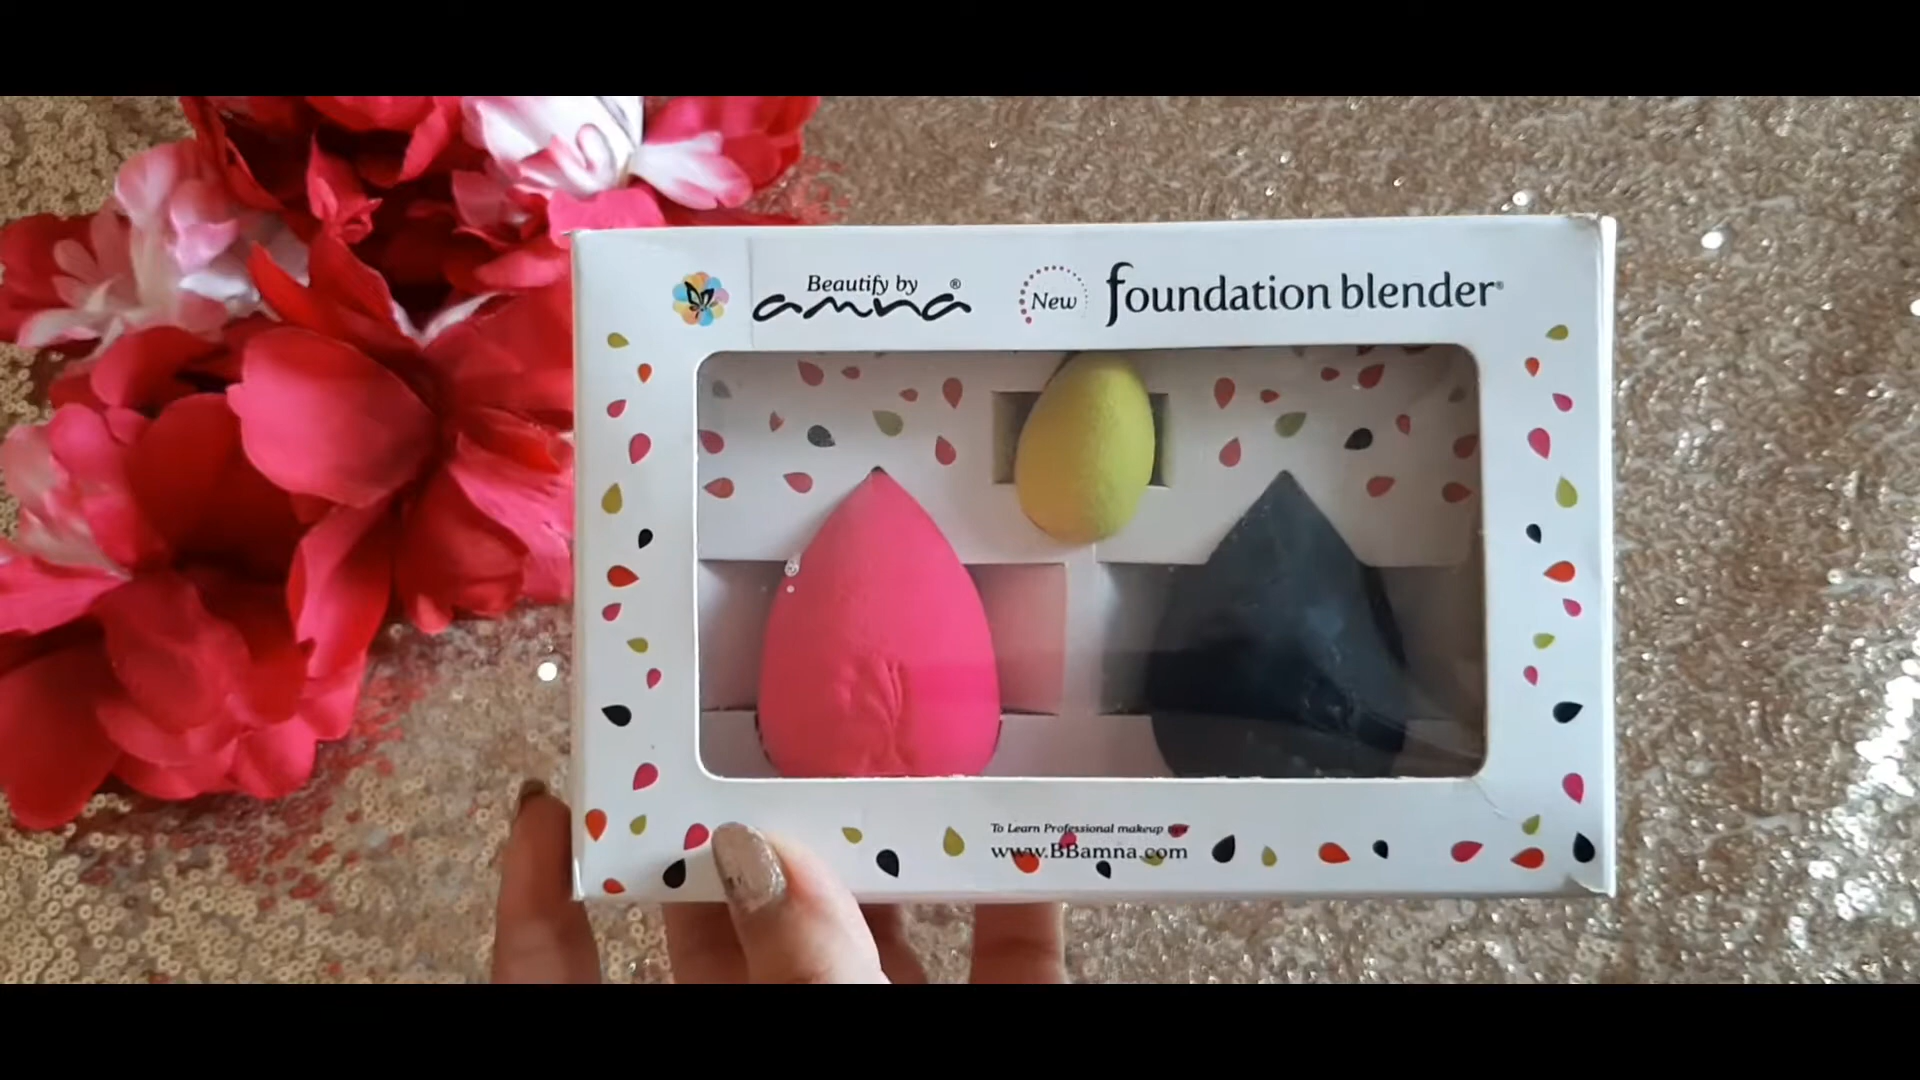 Beautify by ®
amna
New
foundation blender®
To Learn Professional makeup
www.BBamna.com